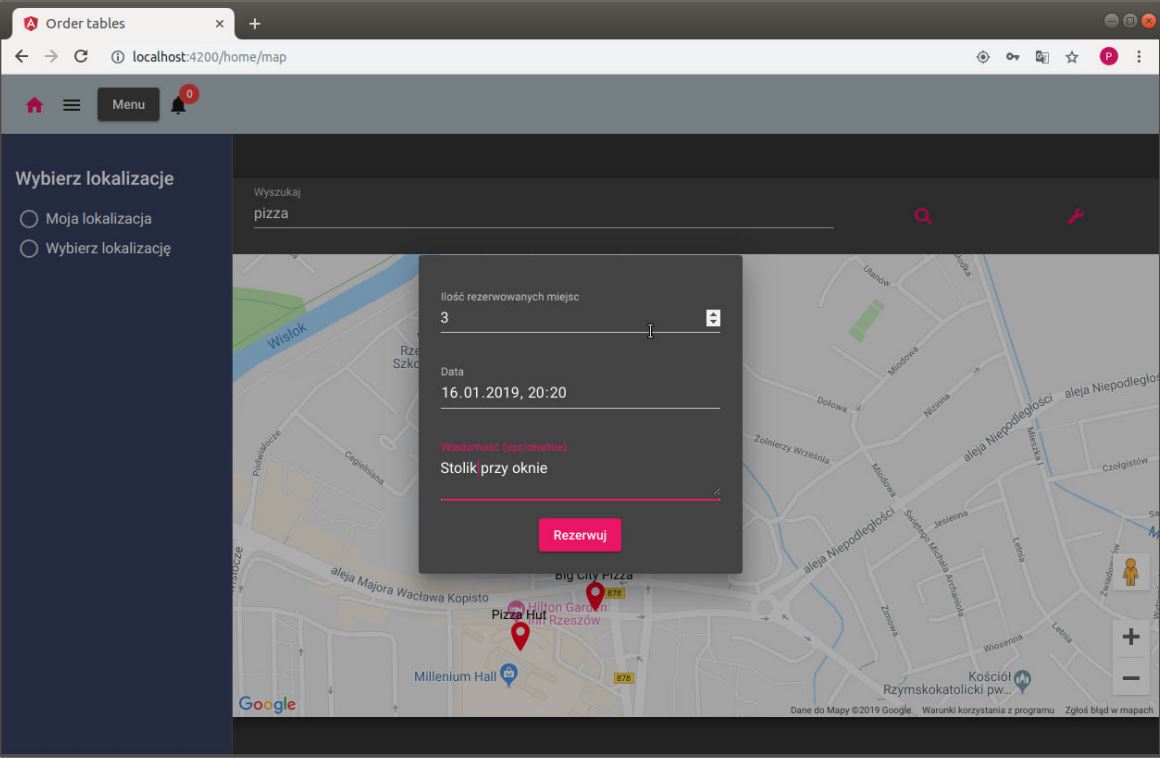 Order tables
localhost:4200/home/map
P
Menu
0
Wybierz lokalizacje
Moja lokalizacja
Wybierz lokalizację
Wyszukaj
pizza
Ilość rezerwowanych miejsc
3
Data
16.01.2019, 20:20
Wiadomość (opcjonalnie)
Stolik przy oknie
Rezerwuj
Wisłok
Rze
Szko
Podwisłocze
Cegielniana
Ulanów
Miodowa
Dołowa
Nizinna
aleja Niepodległości
aleja Niepodległoś
Mieszka I
Żołnierzy Września
Miodowa
Czołgistów
aleja Niepodległości
Jesienna
Świętego Michała Archanioła
Letnia
Zimowa
Wiosenna
Letnia
aleja Majora Wacława Kopisto
Big City Pizza
878
Pizza Hut
Hilton Garden
Inn Rzeszów
Millenium Hall
878
Kościół
Rzymskokatolicki pw...
Google
Dane do Mapy ©2019 Google
Warunki korzystania z programu
Zgłoś błąd w mapach